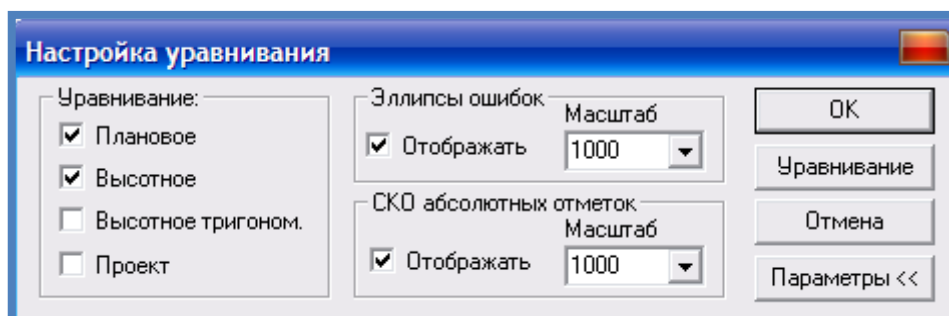 Настройка уравнивания
Уравнивание:
Плановое
Высотное
Высотное тригоном.
Проект
Эллипсы ошибок
Масштаб
Отображать
1000
СКО абсолютных отметок
Масштаб
Отображать
1000
OK
Уравнивание
Отмена
Параметры <<